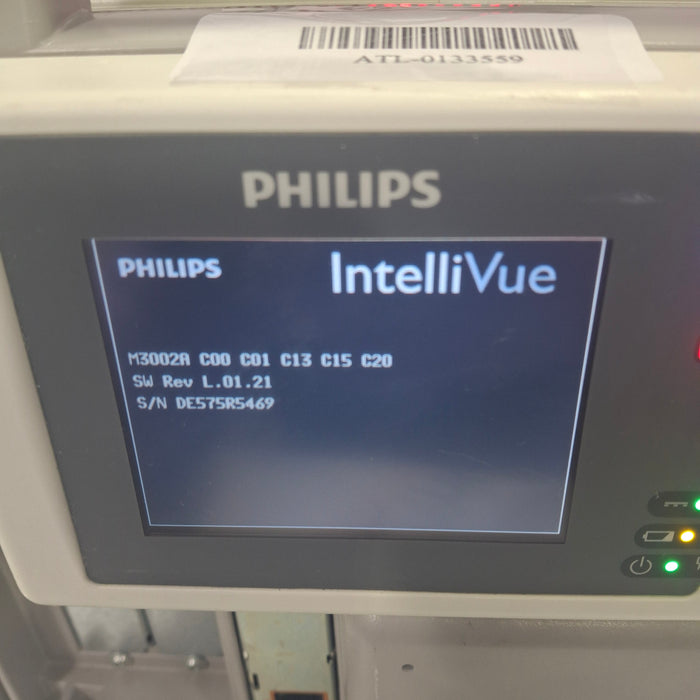 ATL-0133559
PHILIPS
PHILIPS IntelliVue
M3002A C00 C01 C13 C15 C20
SW Rev L.01.21
S/N DE575R5469